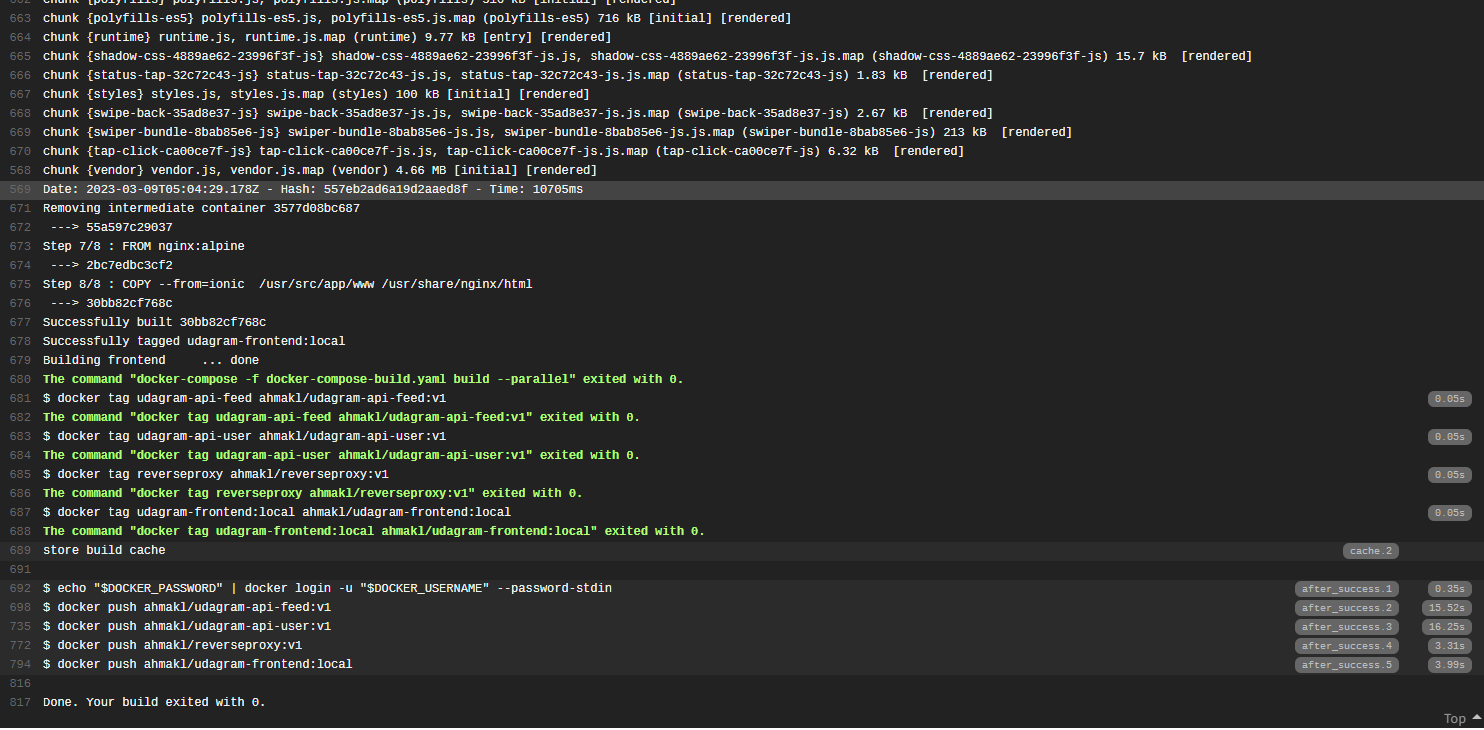 662 chunk {polyfills} polyfills.js, polyfills.js.map (polyfills) 510 kB [initial] [rendered]
663 chunk {polyfills-es5} polyfills-es5.js, polyfills-es5.js.map (polyfills-es5) 716 kB [initial] [rendered]
664 chunk {runtime} runtime.js, runtime.js.map (runtime) 9.77 kB [entry] [rendered]
665 chunk {shadow-css-4889ae62-23996f3f-js} shadow-css-4889ae62-23996f3f-js.js, shadow-css-4889ae62-23996f3f-js.js.map (shadow-css-4889ae62-23996f3f-js) 15.7 kB [rendered]
666 chunk {status-tap-32c72c43-js} status-tap-32c72c43-js.js, status-tap-32c72c43-js.js.map (status-tap-32c72c43-js) 1.83 kB [rendered]
667 chunk {styles} styles.js, styles.js.map (styles) 100 kB [initial] [rendered]
668 chunk {swipe-back-35ad8e37-js} swipe-back-35ad8e37-js.js, swipe-back-35ad8e37-js.js.map (swipe-back-35ad8e37-js) 2.67 kB [rendered]
669 chunk {swiper-bundle-8bab85e6-js} swiper-bundle-8bab85e6-js.js, swiper-bundle-8bab85e6-js.js.map (swiper-bundle-8bab85e6-js) 213 kB [rendered]
670 chunk {tap-click-ca00ce7f-js} tap-click-ca00ce7f-js.js, tap-click-ca00ce7f-js.js.map (tap-click-ca00ce7f-js) 6.32 kB [rendered]
568 chunk {vendor} vendor.js, vendor.js.map (vendor) 4.66 MB [initial] [rendered]
569 Date: 2023-03-09T05:04:29.178Z - Hash: 557eb2ad6a19d2aaed8f - Time: 10705ms
671 Removing intermediate container 3577d08bc687
672 ---> 55a597c29037
673 Step 7/8 : FROM nginx:alpine
674 ---> 2bc7edbc3cf2
675 Step 8/8 : COPY --from=ionic /usr/src/app/www /usr/share/nginx/html
676 ---> 30bb82cf768c
677 Successfully built 30bb82cf768c
678 Successfully tagged udagram-frontend:local
679 Building frontend ... done
680 The command "docker-compose -f docker-compose-build.yaml build --parallel" exited with 0.
681 $ docker tag udagram-api-feed ahmakl/udagram-api-feed:v1 0.05s
682 The command "docker tag udagram-api-feed ahmakl/udagram-api-feed:v1" exited with 0.
683 $ docker tag udagram-api-user ahmakl/udagram-api-user:v1 0.05s
684 The command "docker tag udagram-api-user ahmakl/udagram-api-user:v1" exited with 0.
685 $ docker tag reverseproxy ahmakl/reverseproxy:v1 0.05s
686 The command "docker tag reverseproxy ahmakl/reverseproxy:v1" exited with 0.
687 $ docker tag udagram-frontend:local ahmakl/udagram-frontend:local 0.05s
688 The command "docker tag udagram-frontend:local ahmakl/udagram-frontend:local" exited with 0.
689 store build cache cache.2
691
692 $ echo "$DOCKER_PASSWORD" | docker login -u "$DOCKER_USERNAME" --password-stdin after_success.1 0.35s
698 $ docker push ahmakl/udagram-api-feed:v1 after_success.2 15.52s
735 $ docker push ahmakl/udagram-api-user:v1 after_success.3 16.25s
772 $ docker push ahmakl/reverseproxy:v1 after_success.4 3.31s
794 $ docker push ahmakl/udagram-frontend:local after_success.5 3.99s
816
817 Done. Your build exited with 0.
Top